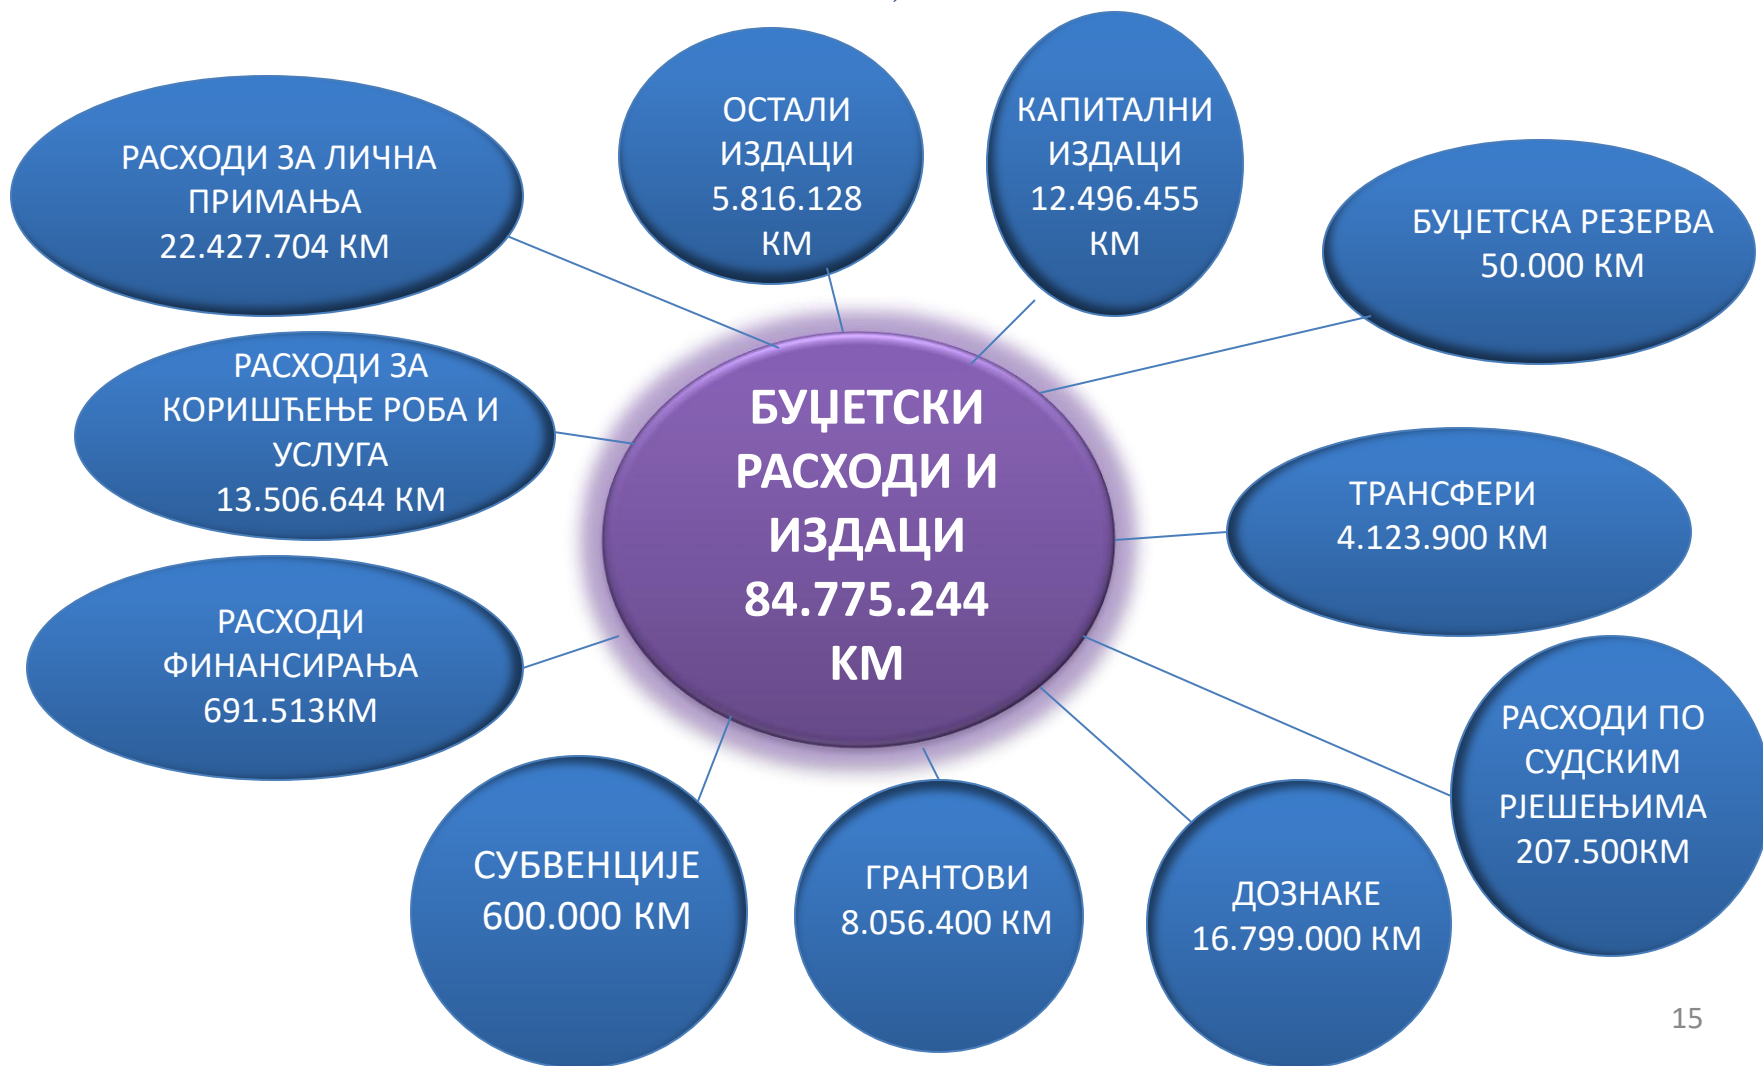 РАСХОДИ ЗА ЛИЧНА
ПРИМАЊА
22.427.704 КМ
ОСТАЛИ
ИЗДАЦИ
5.816.128
КМ
КАПИТАЛНИ
ИЗДАЦИ
12.496.455
КМ
БУЏЕТСКА РЕЗЕРВА
50.000 КМ
РАСХОДИ ЗА
КОРИШЋЕЊЕ РОБА И
УСЛУГА
13.506.644 КМ
БУЏЕТСКИ
РАСХОДИ И
ИЗДАЦИ
84.775.244
КМ
ТРАНСФЕРИ
4.123.900 КМ
РАСХОДИ
ФИНАНСИРАЊА
691.513КМ
РАСХОДИ ПО
СУДСКИМ
РЈЕШЕЊИМА
207.500КМ
СУБВЕНЦИЈЕ
600.000 КМ
ГРАНТОВИ
8.056.400 КМ
ДОЗНАКЕ
16.799.000 КМ
15